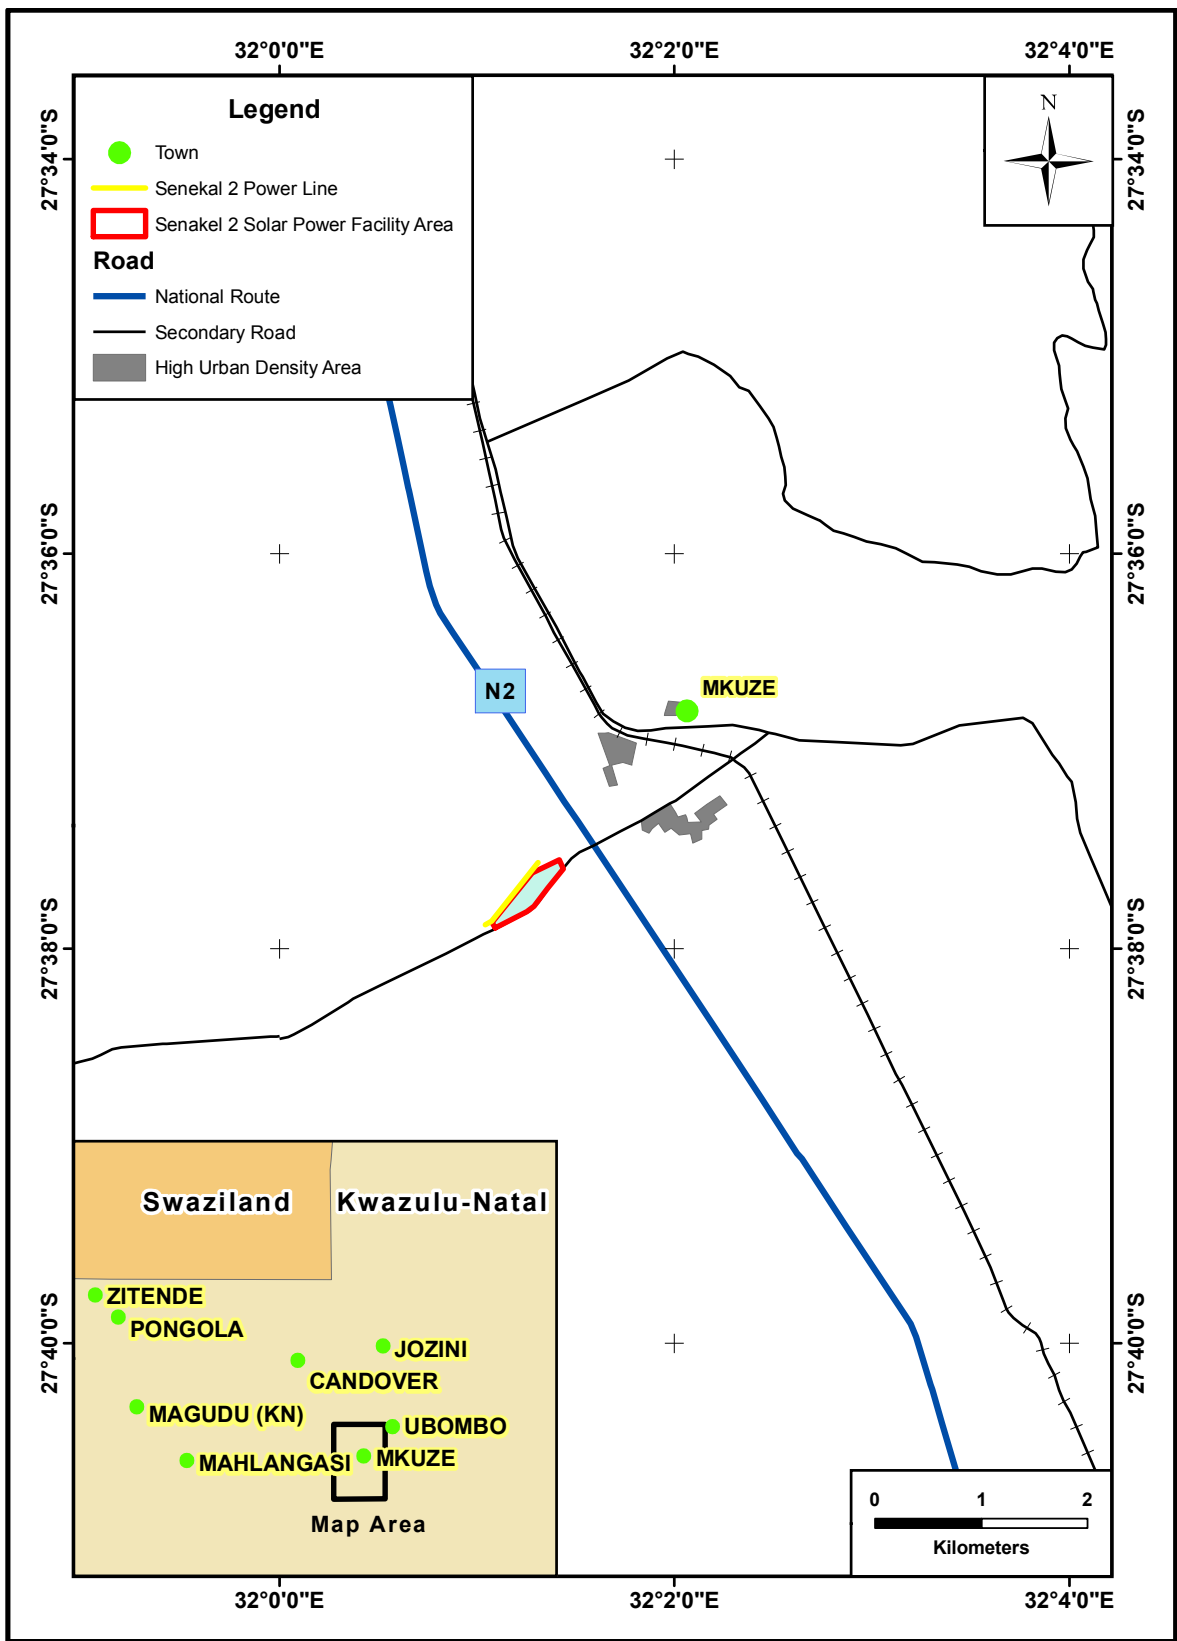 32°0'0"E
32°2'0"E
32°4'0"E
27°34'0"S
27°34'0"S
Legend
Town
Senekal 2 Power Line
Senakel 2 Solar Power Facility Area
Road
National Route
Secondary Road
High Urban Density Area
N
27°36'0"S
27°36'0"S
N2
MKUZE
27°38'0"S
27°38'0"S
Swaziland
Kwazulu-Natal
ZITENDE
PONGOLA
JOZINI
CANDOVER
MAGUDU (KN)
UBOMBO
MAHLANGASI
MKUZE
Map Area
27°40'0"S
27°40'0"S
0 1 2
Kilometers
32°0'0"E
32°2'0"E
32°4'0"E